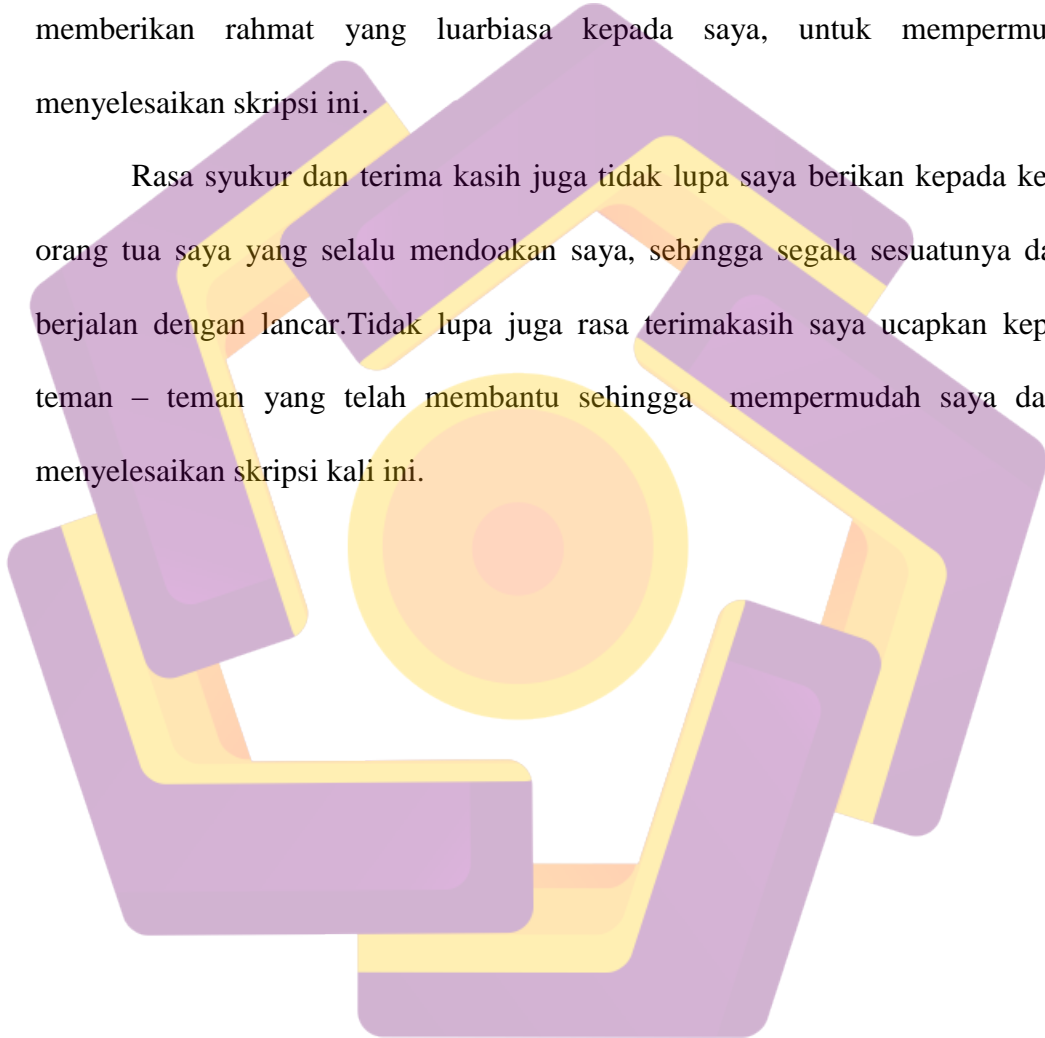 memberikan rahmat yang luarbiasa kepada saya, untuk mempermu
menyelesaikan skripsi ini.
Rasa syukur dan terima kasih juga tidak lupa saya berikan kepada ke
orang tua saya yang selalu mendoakan saya, sehingga segala sesuatunya da
berjalan dengan lancar.Tidak lupa juga rasa terimakasih saya ucapkan kep
teman – teman yang telah membantu sehingga mempermudah saya da
menyelesaikan skripsi kali ini.